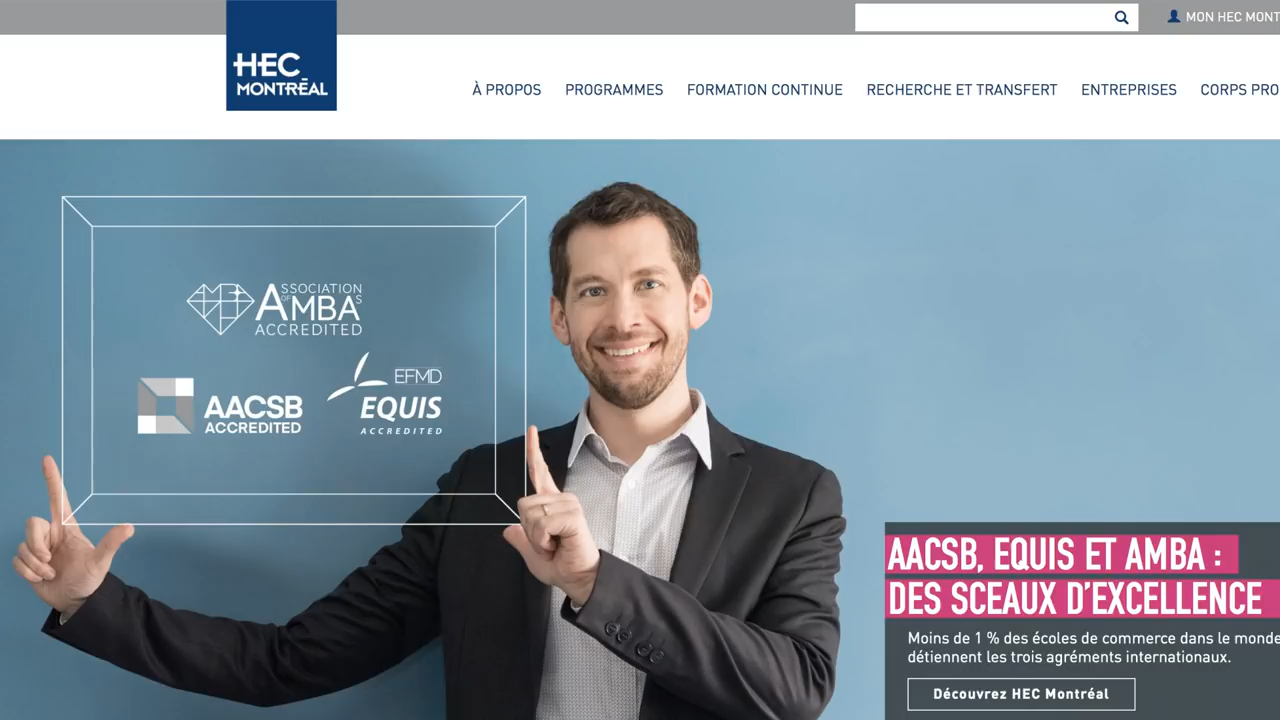 MON HEC MONT
HEC
MONTRÉAL
À PROPOS
PROGRAMMES
FORMATION CONTINUE
RECHERCHE ET TRANSFERT
ENTREPRISES
CORPS PRO
ASSOCIATION
OF AMBAS
ACCREDITED
AACSB
ACCREDITED
EFMD
EQUIS
ACCREDITED
AACSB, EQUIS ET AMBA :
DES SCEAUX D'EXCELLENCE
Moins de 1 % des écoles de commerce dans le monde
détiennent les trois agréments internationaux.
Découvrez HEC Montréal